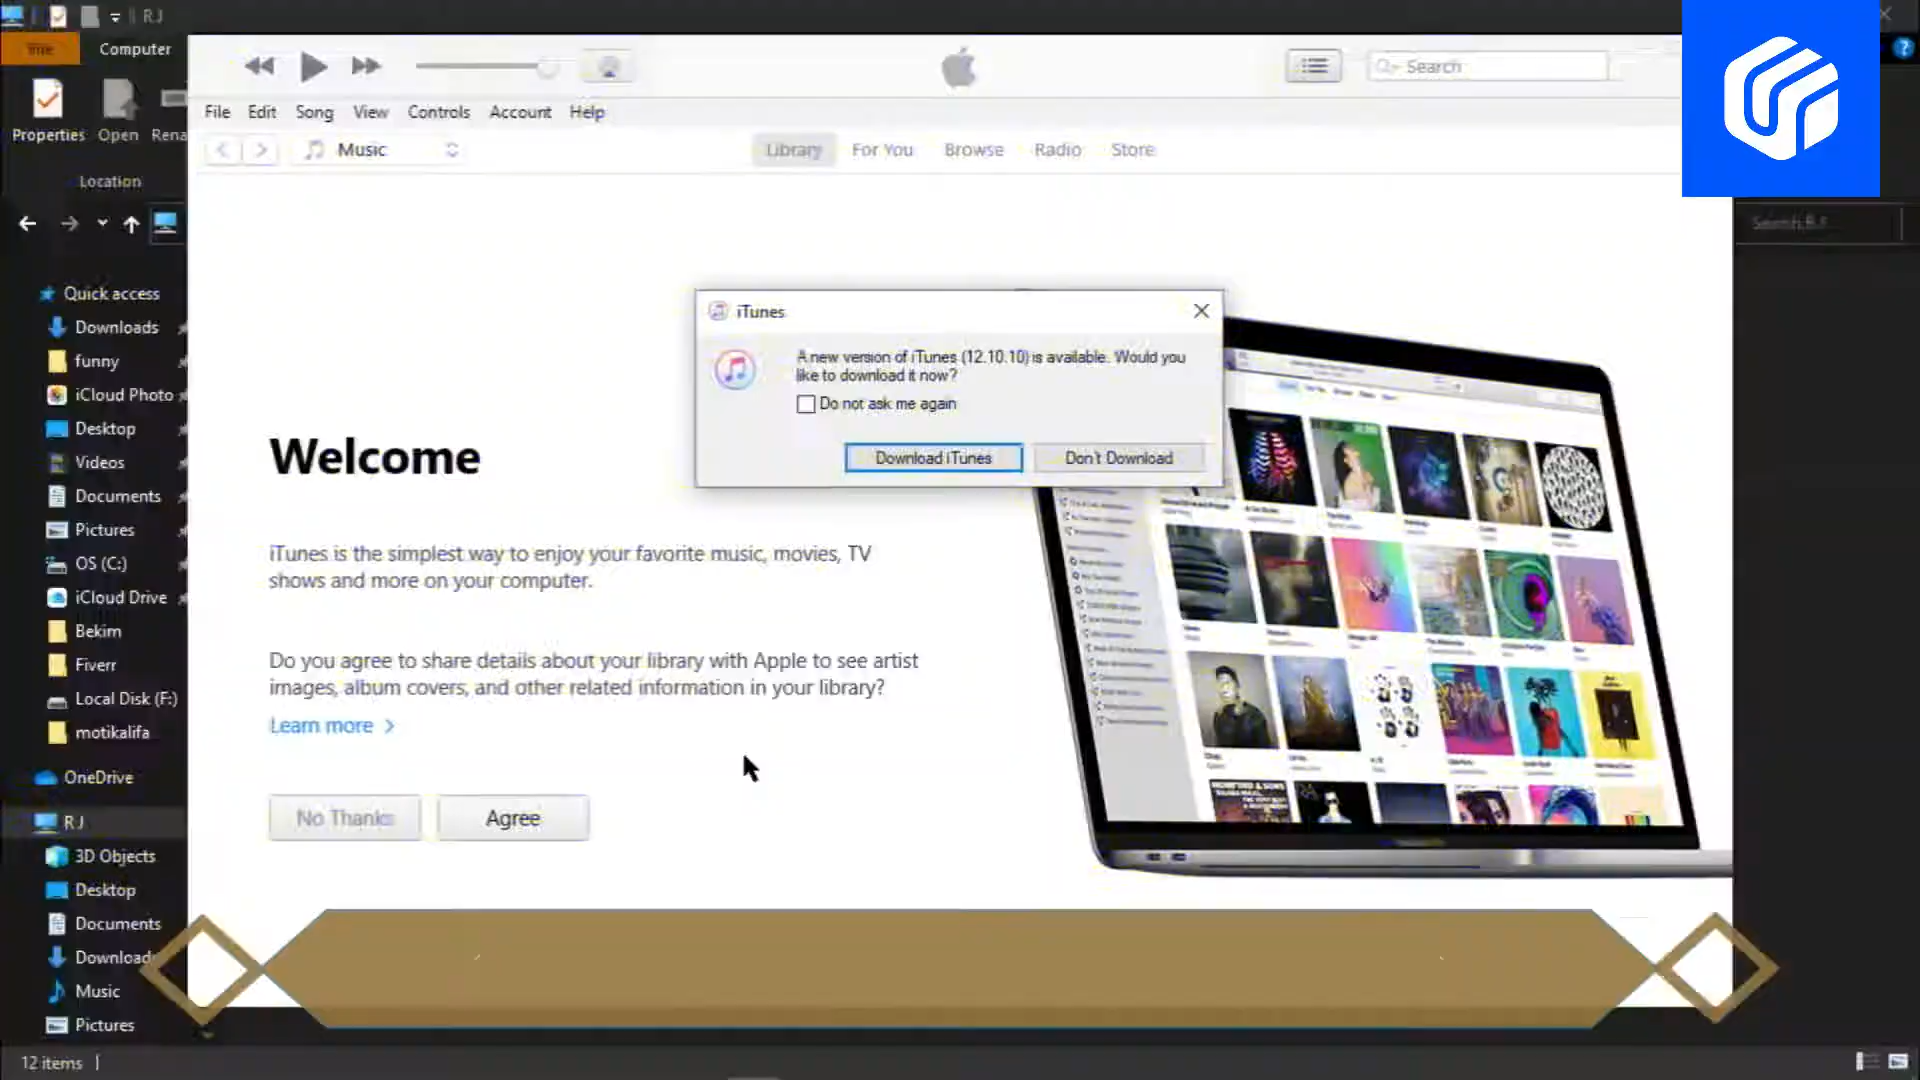 RJ
File
Computer
Properties
Open
Rena
Location
Search RJ
Quick access
Downloads
funny
iCloud Photo
Desktop
Videos
Documents
Pictures
OS (C:)
iCloud Drive
Bekim
Fiverr
Local Disk (F:)
motikalifa
OneDrive
RJ
3D Objects
Desktop
Documents
Download
Music
Pictures
12 items
Search
File Edit Song View Controls Account Help
Music
Library For You Browse Radio Store
iTunes
A new version of iTunes (12.10.10) is available. Would you
like to download it now?
Do not ask me again
Download iTunes Don't Download
Welcome
iTunes is the simplest way to enjoy your favorite music, movies, TV
shows and more on your computer.
Do you agree to share details about your library with Apple to see artist
images, album covers, and other related information in your library?
Learn more >
No Thanks Agree